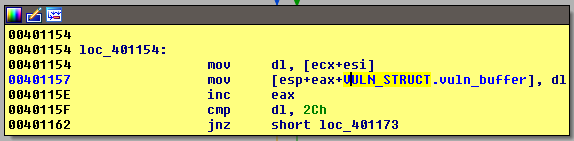 00401154
00401154 loc_401154:
00401154 mov dl, [ecx+esi]
00401157 mov [esp+eax+VULN_STRUCT.vuln_buffer], dl
0040115E inc eax
0040115F cmp dl, 2Ch
00401162 jnz short loc_401173